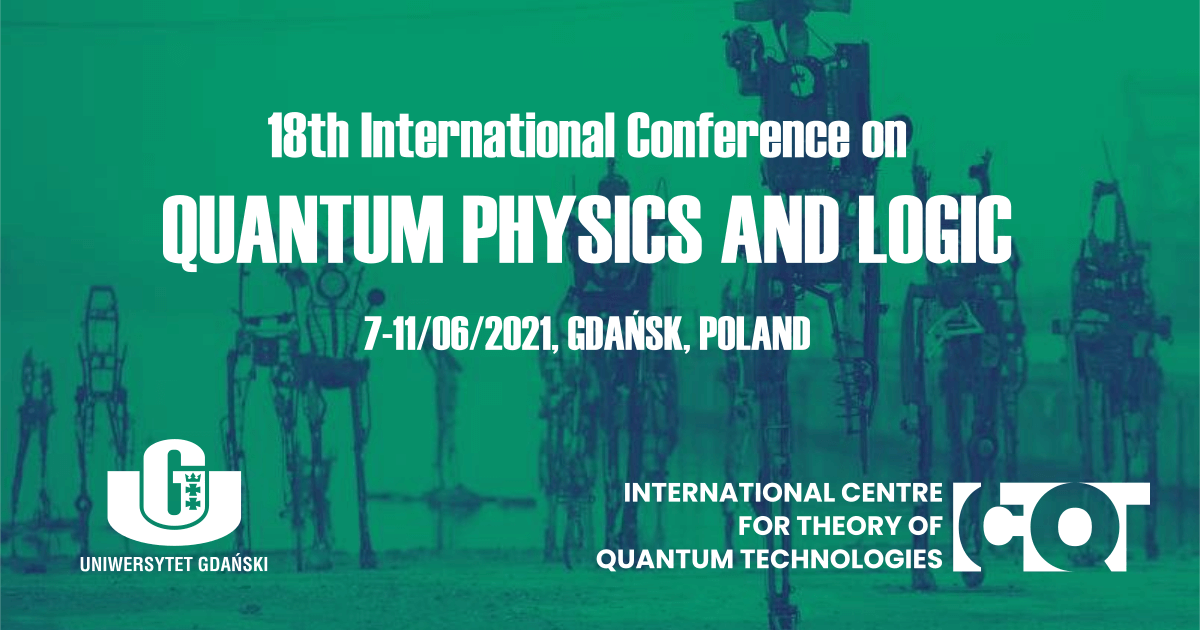 18th International Conference on
QUANTUM PHYSICS AND LOGIC
7-11/06/2021, GDAŃSK, POLAND
UG
UNIWERSYTET GDAŃSKI
INTERNATIONAL CENTRE
FOR THEORY OF
QUANTUM TECHNOLOGIES